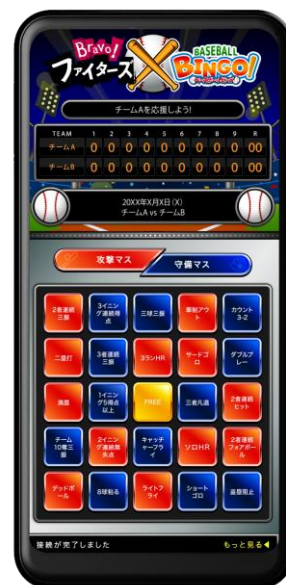 Bravo!
ファイターズ
BASEBALL
BINGO!
チームAを応援しよう!
TEAM 1 2 3 4 5 6 7 8 9 R
チームA 0 0 0 0 0 0 0 0 0 00
チームB 0 0 0 0 0 0 0 0 0 00
20XX年X月X日(X)
チームA vs チームB
攻撃マス
守備マス
2者連続
三振
3イニン
グ連続得
点
三球三振
牽制アウ
ト
カウント
3-2
二塁打
3者連続
三振
3ランHR
サードゴ
ロ
ダブルプ
レー
満塁
1イニン
グ5得点
以上
FREE
三者凡退
2者連続
ヒット
チーム
10奪三
振
2イニン
グ連続無
失点
キャッチ
ャーフラ
イ
ソロHR
2者連続
フォアボー
ル
デッドボ
ール
8球粘る
ライトフ
ライ
ショート
ゴロ
盗塁阻止
接続が完了しました
もっと見る◀